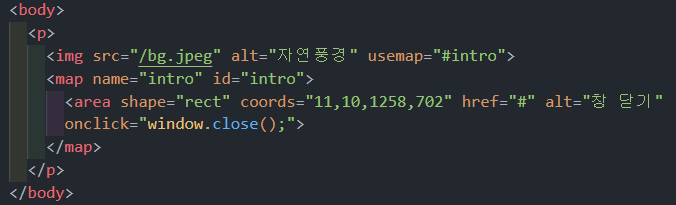 <body>
<p>
<img src="/bg.jpeg" alt="자연풍경" usemap="#intro">
<map name="intro" id="intro">
<area shape="rect" coords="11,10,1258,702" href="#" alt="창 닫기"
onclick="window.close();">
</map>
</p>
</body>